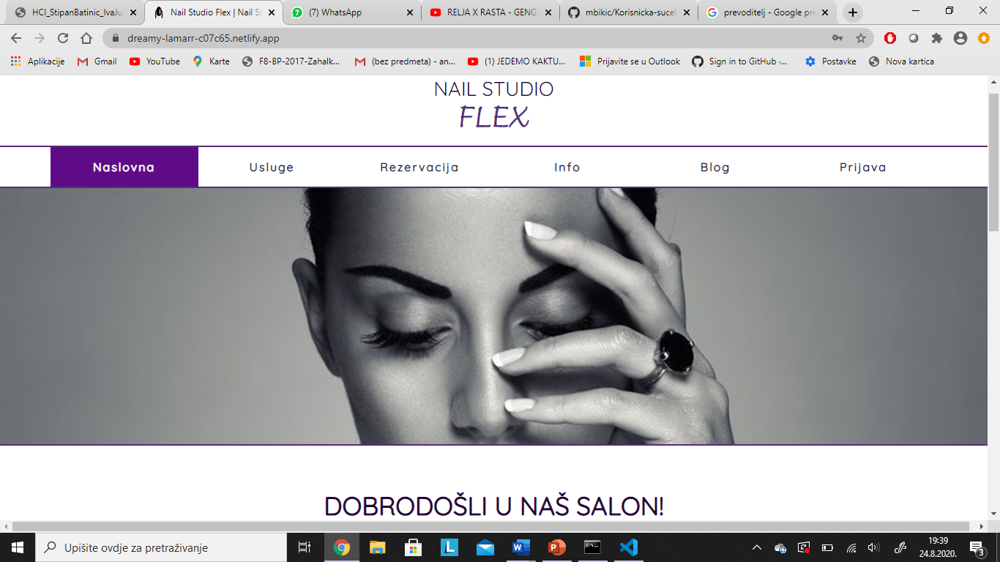 HCI_StipanBatinic_IvaJu
Nail Studio Flex | Nail St
(7) WhatsApp
RELJA X RASTA - GENG
mbikic/Korisnicka-sucel
prevoditelj - Google pre
dreamy-lamarr-c07c65.netlify.app
Aplikacije
Gmail
YouTube
Karte
F8-BP-2017-Zahalk...
(bez predmeta) - an...
(1) JEDEMO KAKTU...
Prijavite se u Outlook
Sign in to GitHub ·...
Postavke
Nova kartica
NAIL STUDIO
FLEX
Naslovna
Usluge
Rezervacija
Info
Blog
Prijava
DOBRODOŠLI U NAŠ SALON!
Upišite ovdje za pretraživanje
19:39
24.8.2020.
3